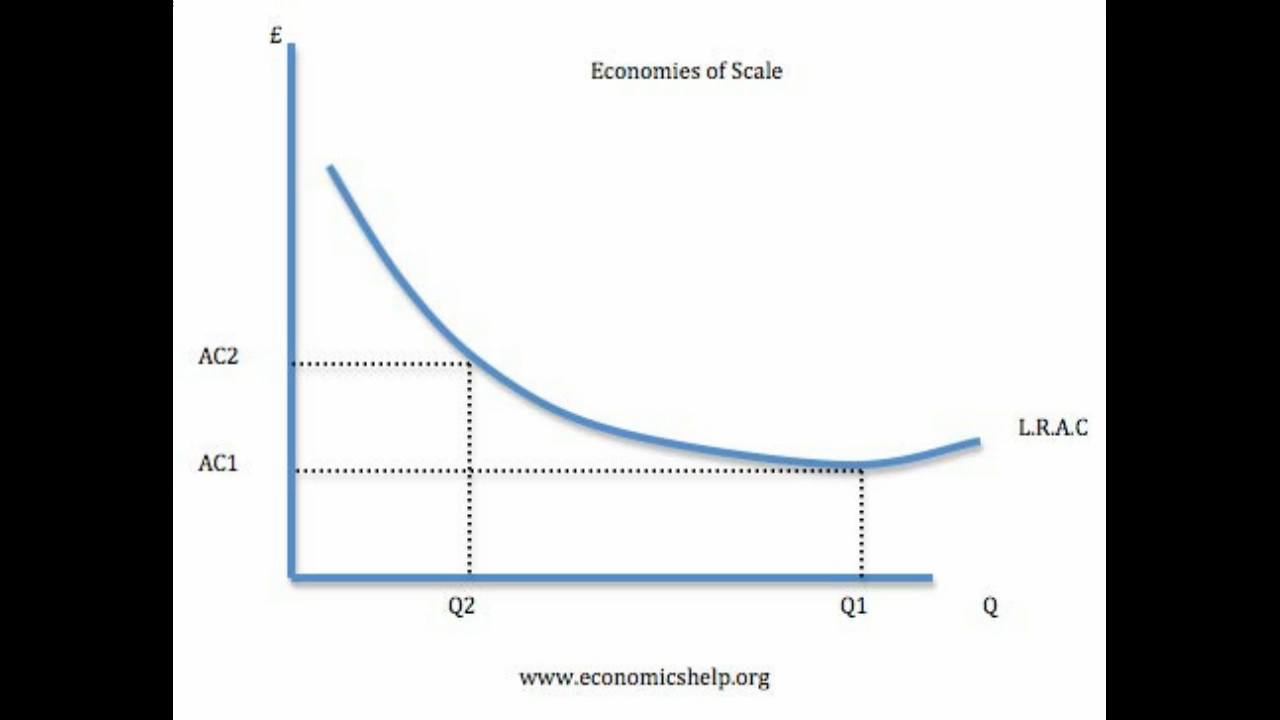 £
Economies of Scale
AC2
L.R.A.C
AC1
Q2
Q1
Q
www.economicshelp.org